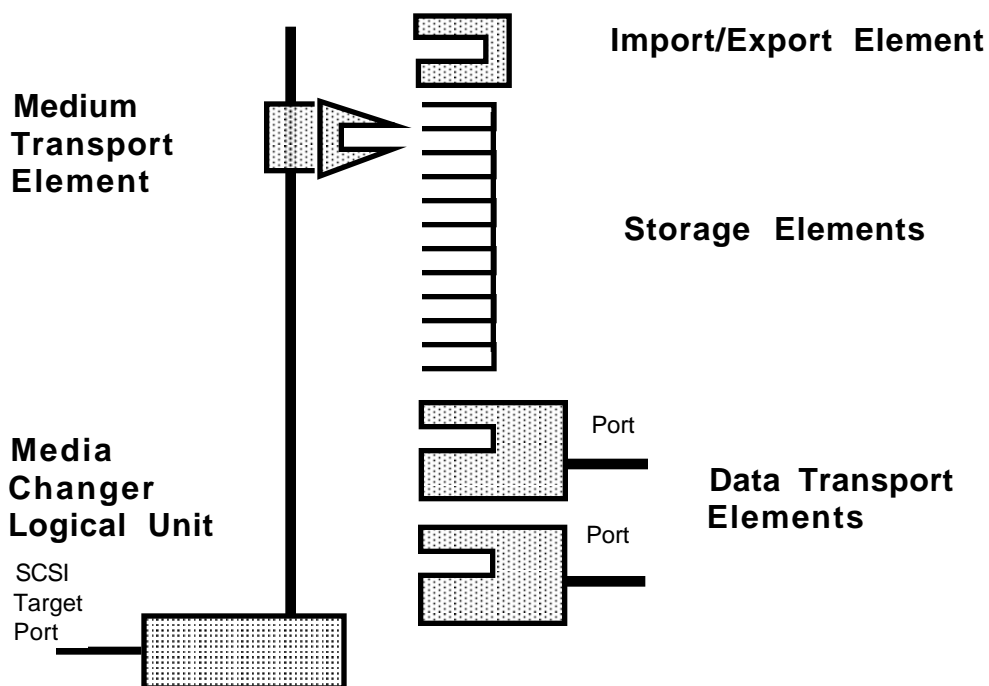 Import/Export Element
Medium
Transport
Element
Storage Elements
Port
Media
Changer
Logical Unit
Data Transport
Elements
Port
SCSI
Target
Port